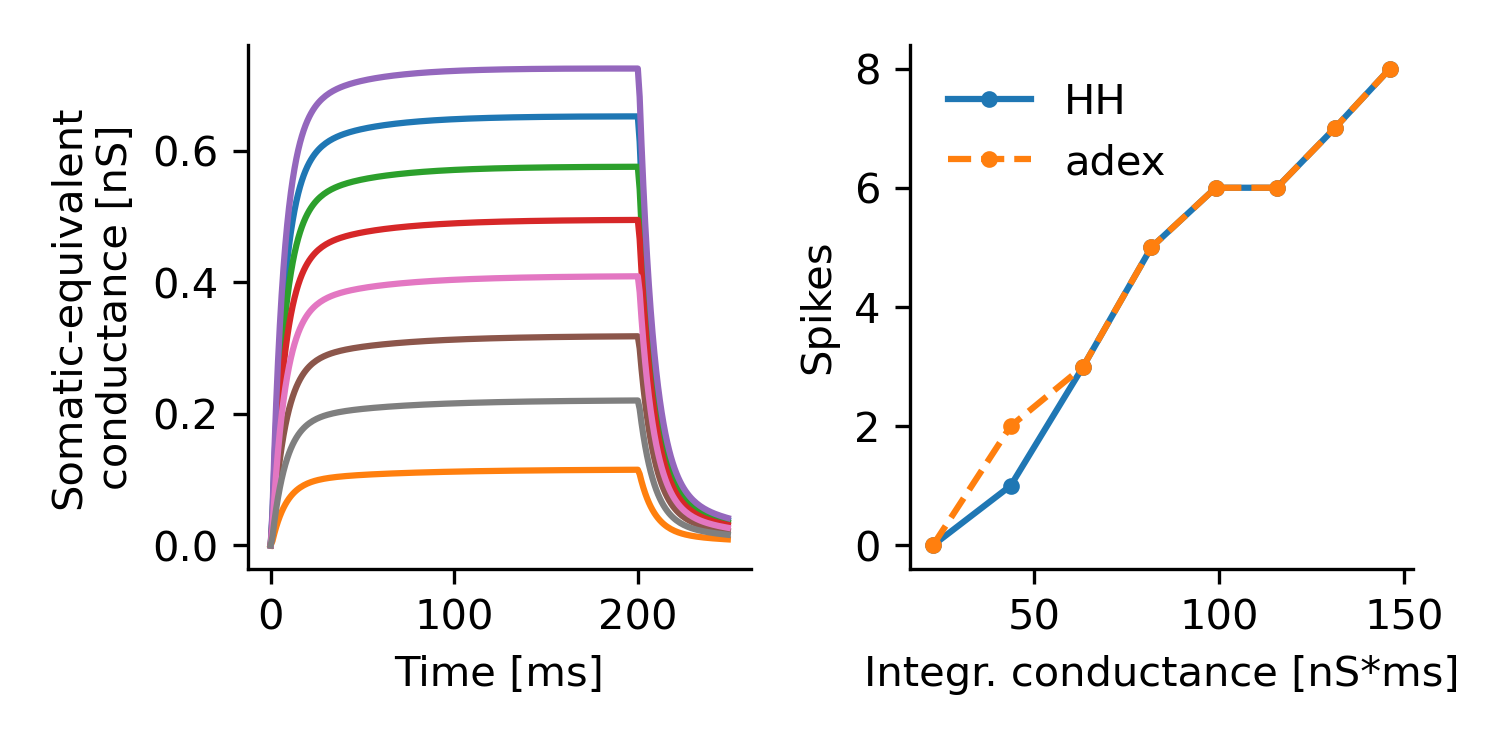 Somatic-equivalent
conductance [nS]
0.6
0.4
0.2
0.0
0
100
200
Time [ms]
Spikes
8
6
4
2
0
HH
adex
50
100
150
Integr. conductance [nS*ms]